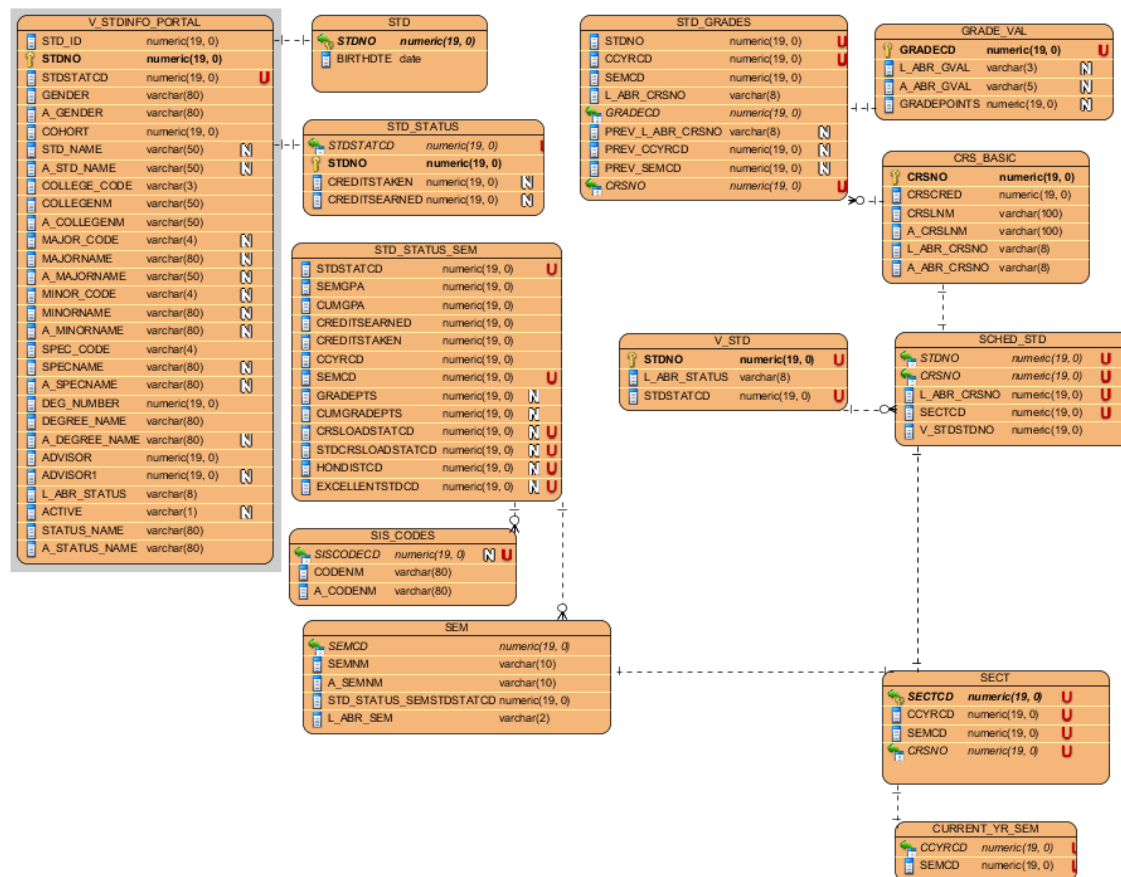 V_STDINFO_PORTAL
STD_ID numeric(19, 0)
STDNO numeric(19, 0)
STDSTATCD numeric(19, 0) U
GENDER varchar(80)
A_GENDER varchar(80)
COHORT numeric(19, 0)
STD_NAME varchar(50) N
A_STD_NAME varchar(50) N
COLLEGE_CODE varchar(3)
COLLEGENM varchar(50)
A_COLLEGENM varchar(50)
MAJOR_CODE varchar(4) N
MAJORNAME varchar(80) N
A_MAJORNAME varchar(50) N
MINOR_CODE varchar(4) N
MINORNAME varchar(80) N
A_MINORNAME varchar(80) N
SPEC_CODE varchar(4)
SPECNAME varchar(80) N
A_SPECNAME varchar(80) N
DEG_NUMBER numeric(19, 0)
DEGREE_NAME varchar(80)
A_DEGREE_NAME varchar(80) N
ADVISOR numeric(19, 0)
ADVISOR1 numeric(19, 0) N
L_ABR_STATUS varchar(8)
ACTIVE varchar(1) N
STATUS_NAME varchar(80)
A_STATUS_NAME varchar(80)
STD
STDNO numeric(19, 0)
BIRTHDTE date
STD_STATUS
STDSTATCD numeric(19, 0) U
STDNO numeric(19, 0)
CREDITSTAKEN numeric(19, 0) N
CREDITSEARNED numeric(19, 0) N
STD_STATUS_SEM
STDSTATCD numeric(19, 0) U
SEMGPA numeric(19, 0)
CUMGPA numeric(19, 0)
CREDITSEARNED numeric(19, 0)
CREDITSTAKEN numeric(19, 0)
CCYRCD numeric(19, 0)
SEMCD numeric(19, 0) U
GRADEPTS numeric(19, 0) N
CUMGRADEPTS numeric(19, 0) N
CRSLOADSTATCD numeric(19, 0) N U
STDCRSLOADSTATCD numeric(19, 0) N U
HONDISTCD numeric(19, 0) N U
EXCELLENTSTDCD numeric(19, 0) N U
SIS_CODES
SISCODECD numeric(19, 0) N U
CODENM varchar(80)
A_CODENM varchar(80)
SEM
SEMCD numeric(19, 0)
SEMNM varchar(10)
A_SEMNM varchar(10)
STD_STATUS_SEMSTDSTATCD numeric(19, 0)
L_ABR_SEM varchar(2)
STD_GRADES
STDNO numeric(19, 0) U
CCYRCD numeric(19, 0) U
SEMCD numeric(19, 0)
L_ABR_CRSNO varchar(8)
GRADECD numeric(19, 0)
PREV_L_ABR_CRSNO varchar(8) N
PREV_CCYRCD numeric(19, 0) N
PREV_SEMCD numeric(19, 0) N
CRSNO numeric(19, 0) U
GRADE_VAL
GRADECD numeric(19, 0) U
L_ABR_GVAL varchar(3) N
A_ABR_GVAL varchar(5) N
GRADEPOINTS numeric(19, 0) N
CRS_BASIC
CRSNO numeric(19, 0)
CRSCRED numeric(19, 0)
CRSLNM varchar(100)
A_CRSLNM varchar(100)
L_ABR_CRSNO varchar(8)
A_ABR_CRSNO varchar(8)
V_STD
STDNO numeric(19, 0) U
L_ABR_STATUS varchar(8)
STDSTATCD numeric(19, 0) U
SCHED_STD
STDNO numeric(19, 0) U
CRSNO numeric(19, 0) U
L_ABR_CRSNO numeric(19, 0) U
SECTCD numeric(19, 0) U
V_STDSTDNO numeric(19, 0)
SECT
SECTCD numeric(19, 0) U
CCYRCD numeric(19, 0) U
SEMCD numeric(19, 0) U
CRSNO numeric(19, 0) U
CURRENT_YR_SEM
CCYRCD numeric(19, 0) U
SEMCD numeric(19, 0) U